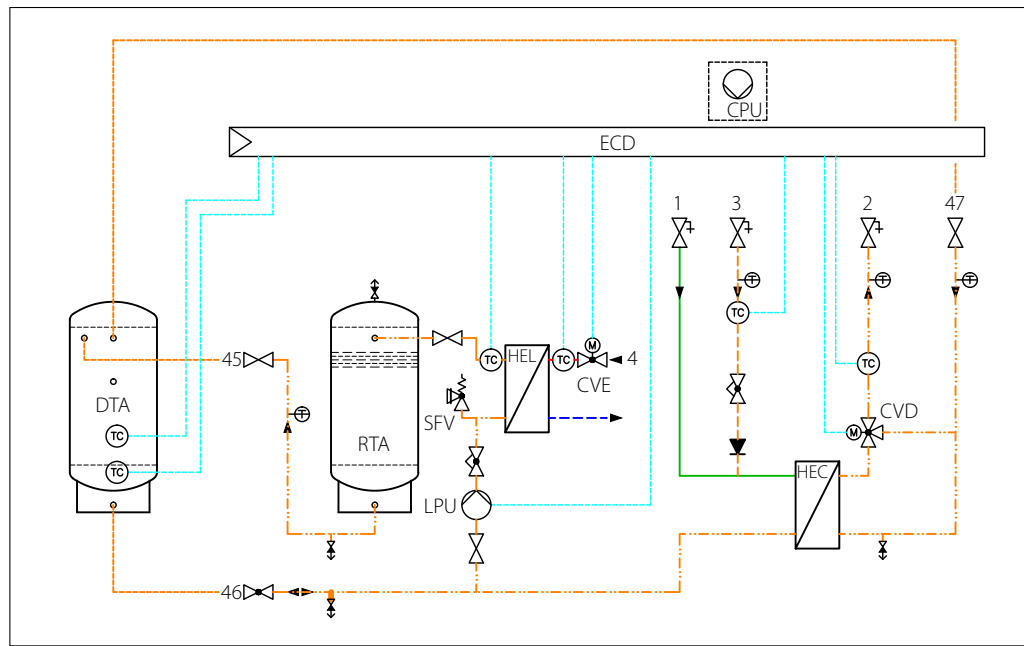 CPU
ECD
1 3 2 47
T T T
TC
M
45 TC HEL TC CVE 4 TC
DTA SFV CVD
T M
TC RTA
TC HEC
LPU
46